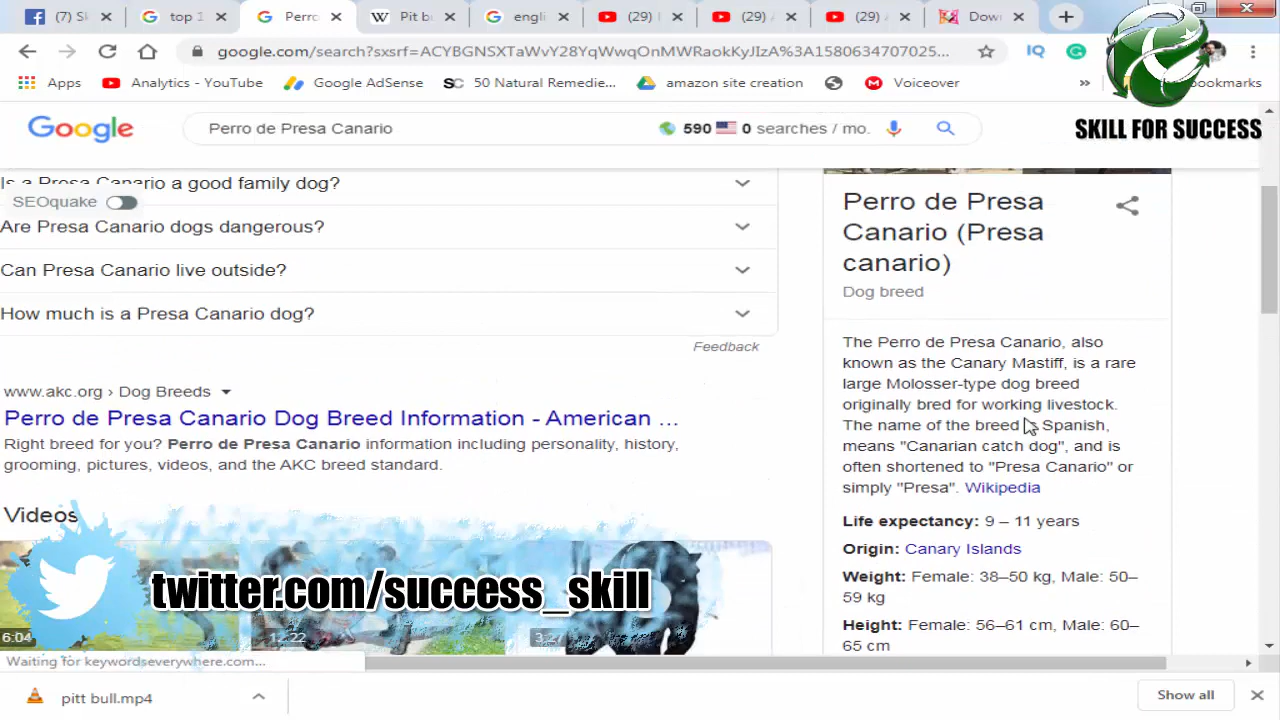 (7) Sk
top 1
Perro
Pit bu
engli
(29) I
(29) A
(29) A
Down
google.com/search?sxsrf=ACYBGNSXTaWvY28YqWwqOnMWRaokKyJIzA%3A1580634707025...
Apps
Analytics - YouTube
Google AdSense
50 Natural Remedie...
amazon site creation
Voiceover
»
bookmarks
SKILL FOR SUCCESS
Google
Perro de Presa Canario
590
0 searches / mo.
Is a Presa Canario a good family dog?
SEOquake
Are Presa Canario dogs dangerous?
Can Presa Canario live outside?
How much is a Presa Canario dog?
Feedback
www.akc.org › Dog Breeds
Perro de Presa Canario Dog Breed Information - American ...
Right breed for you? Perro de Presa Canario information including personality, history,
grooming, pictures, videos, and the AKC breed standard.
Videos
6:04
12:22
3:27
twitter.com/success_skill
Perro de Presa
Canario (Presa
canario)
Dog breed
The Perro de Presa Canario, also
known as the Canary Mastiff, is a rare
large Molosser-type dog breed
originally bred for working livestock.
The name of the breed is Spanish,
means "Canarian catch dog", and is
often shortened to "Presa Canario" or
simply "Presa". Wikipedia
Life expectancy: 9 – 11 years
Origin: Canary Islands
Weight: Female: 38–50 kg, Male: 50–
59 kg
Height: Female: 56–61 cm, Male: 60–
65 cm
Waiting for keywordseverywhere.com...
pitt bull.mp4
Show all